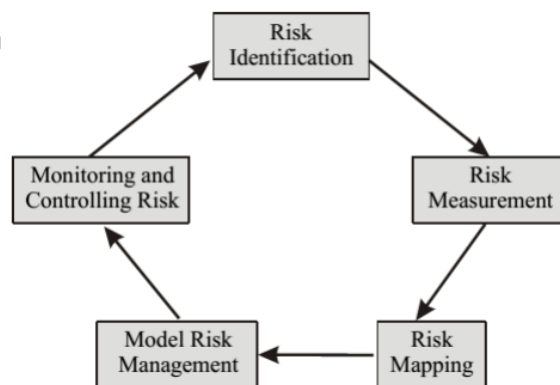 Risk
Identification
Risk
Measurement
Risk
Mapping
Model Risk
Management
Monitoring and
Controlling Risk